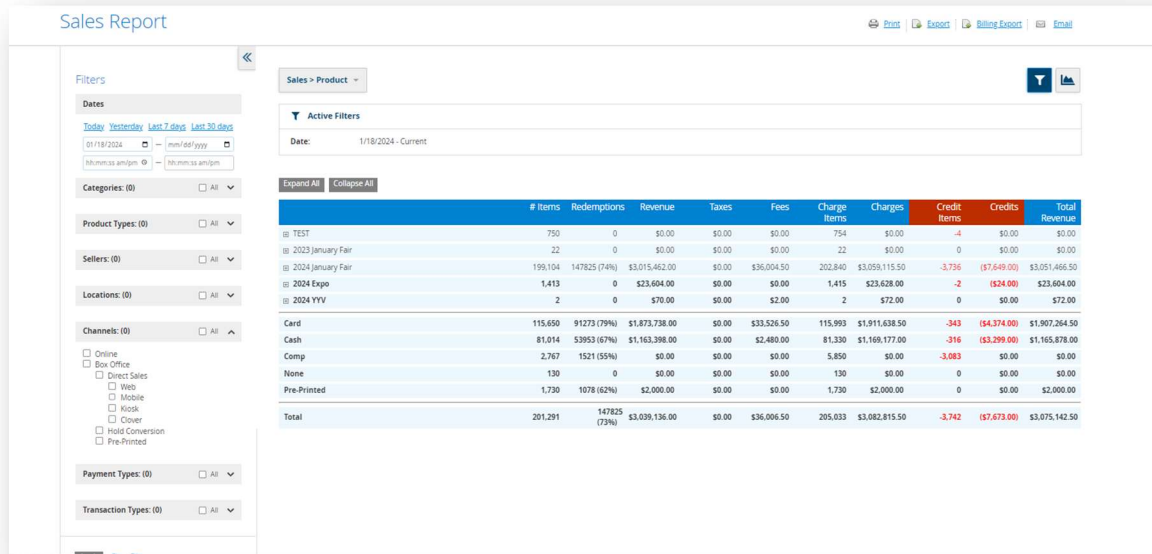 Sales Report
Print Export Billing Export Email
Filters
Dates
Today Yesterday Last 7 days Last 30 days
01/18/2024 — mm/dd/yyyy
hh:mm:ss am/pm — hh:mm:ss am/pm
Categories: (0) All
Product Types: (0) All
Sellers: (0) All
Locations: (0) All
Channels: (0) All
Online
Box Office
Direct Sales
Web
Mobile
Kiosk
Clover
Hold Conversion
Pre-Printed
Payment Types: (0) All
Transaction Types: (0) All
Sales > Product
Active Filters
Date: 1/18/2024 - Current
Expand All Collapse All
# Items Redemptions Revenue Taxes Fees Charge Items Charges Credit Items Credits Total Revenue
TEST 750 0 $0.00 $0.00 $0.00 754 $0.00 -4 $0.00 $0.00
2023 January Fair 22 0 $0.00 $0.00 $0.00 22 $0.00 0 $0.00 $0.00
2024 January Fair 199,104 147825 (74%) $3,015,462.00 $0.00 $36,004.50 202,840 $3,059,115.50 -3,736 ($7,649.00) $3,051,466.50
2024 Expo 1,413 0 $23,604.00 $0.00 $0.00 1,415 $23,628.00 -2 ($24.00) $23,604.00
2024 YYV 2 0 $70.00 $0.00 $2.00 2 $72.00 0 $0.00 $72.00
Card 115,650 91273 (79%) $1,873,738.00 $0.00 $33,526.50 115,993 $1,911,638.50 -343 ($4,374.00) $1,907,264.50
Cash 81,014 53953 (67%) $1,163,398.00 $0.00 $2,480.00 81,330 $1,169,177.00 -316 ($3,299.00) $1,165,878.00
Comp 2,767 1521 (55%) $0.00 $0.00 $0.00 5,850 $0.00 -3,083 $0.00 $0.00
None 130 0 $0.00 $0.00 $0.00 130 $0.00 0 $0.00 $0.00
Pre-Printed 1,730 1078 (62%) $2,000.00 $0.00 $0.00 1,730 $2,000.00 0 $0.00 $2,000.00
Total 201,291 147825 (73%) $3,039,136.00 $0.00 $36,006.50 205,033 $3,082,815.50 -3,742 ($7,673.00) $3,075,142.50